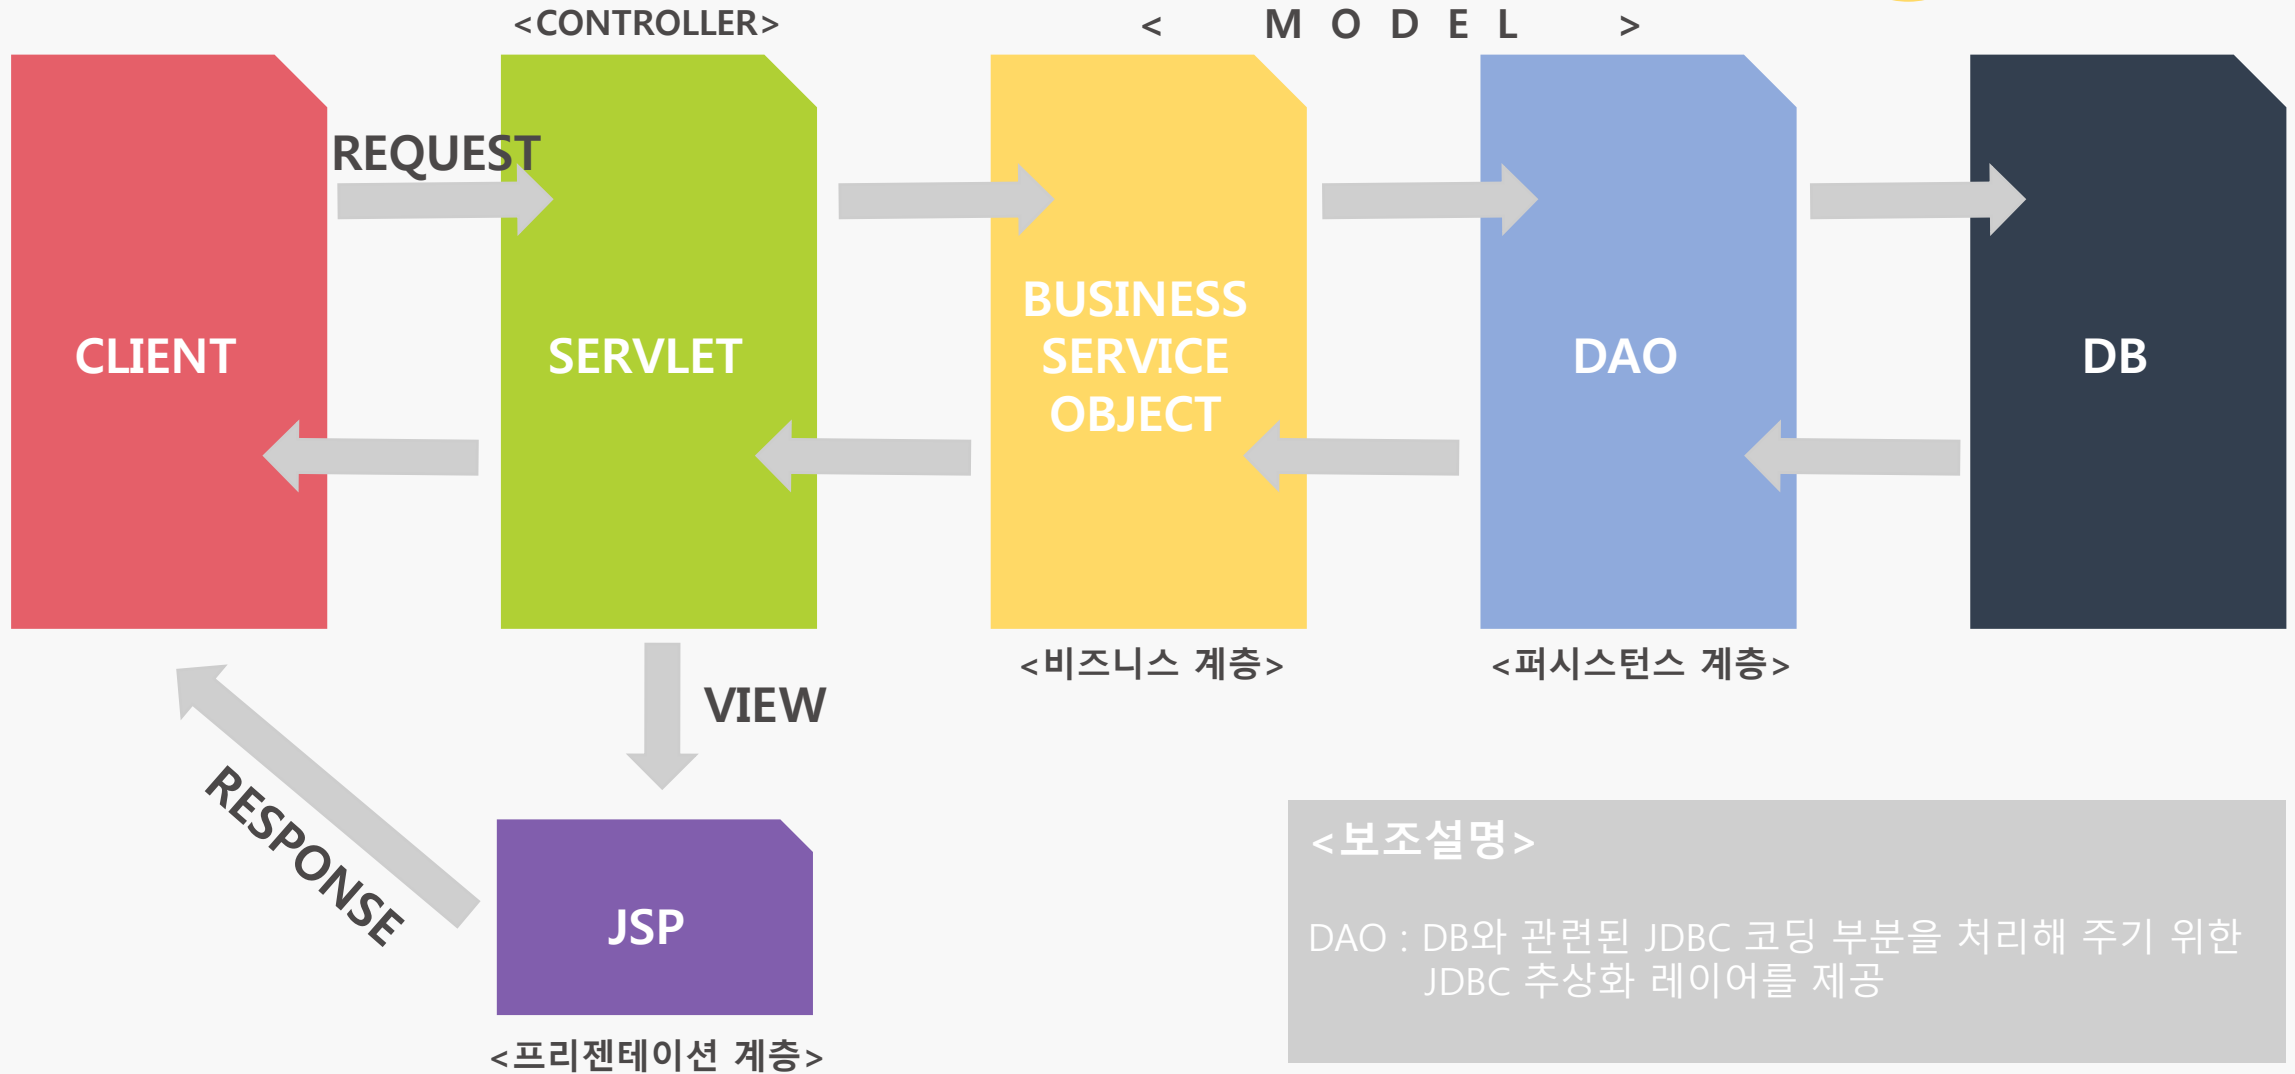 <CONTROLLER>
< M O D E L >
REQUEST
CLIENT
SERVLET
BUSINESS
SERVICE
OBJECT
DAO
DB
<비즈니스 계층>
<퍼시스턴스 계층>
VIEW
RESPONSE
JSP
<프리젠테이션 계층>
<보조설명>
DAO : DB와 관련된 JDBC 코딩 부분을 처리해 주기 위한
JDBC 추상화 레이어를 제공